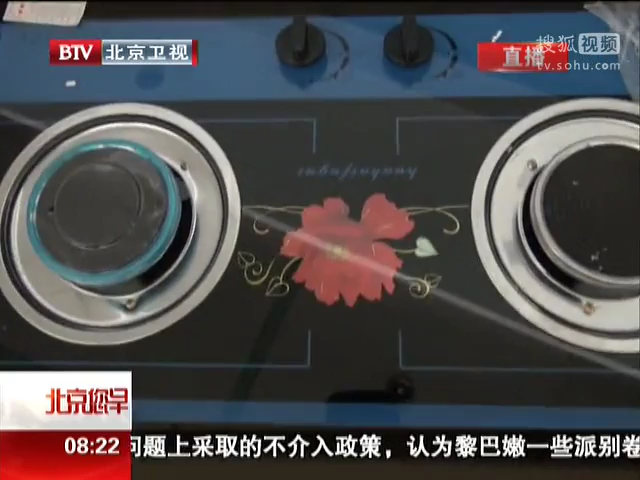 BTV 北京卫视
直播
搜狐视频
tv.sohu.com
北京您早
08:22
问题上采取的不介入政策，认为黎巴嫩一些派别卷